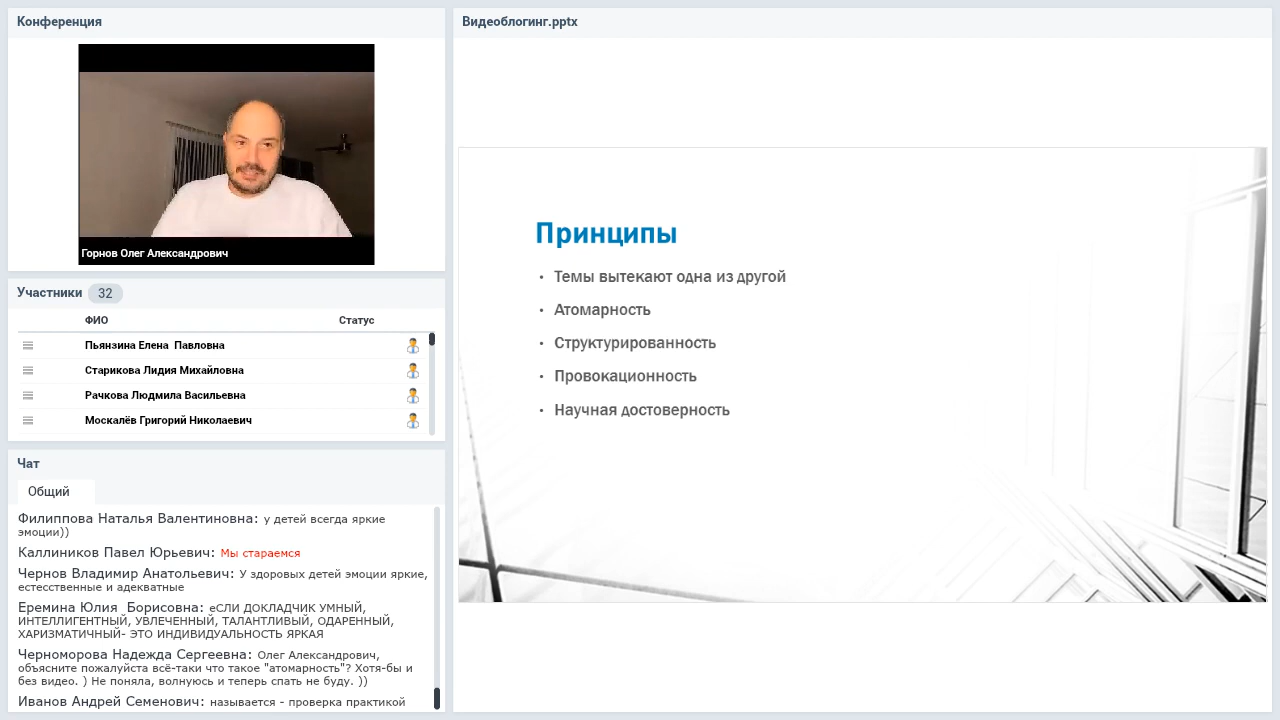 Конференция
Горнов Олег Александрович
Участники 32
ФИО Статус
Пьянзина Елена  Павловна
Старикова Лидия Михайловна
Рачкова Людмила Васильевна
Москалёв Григорий Николаевич
Чат
Общий
Филиппова Наталья Валентиновна: у детей всегда яркие
эмоции))
Каллиников Павел Юрьевич: Мы стараемся
Чернов Владимир Анатольевич: У здоровых детей эмоции яркие,
естесственные и адекватные
Еремина Юлия  Борисовна: еСЛИ ДОКЛАДЧИК УМНЫЙ,
ИНТЕЛЛИГЕНТНЫЙ, УВЛЕЧЕННЫЙ, ТАЛАНТЛИВЫЙ, ОДАРЕННЫЙ,
ХАРИЗМАТИЧНЫЙ- ЭТО ИНДИВИДУАЛЬНОСТЬ ЯРКАЯ
Черноморова Надежда Сергеевна: Олег Александрович,
объясните пожалуйста всё-таки что такое "атомарность"? Хотя-бы и
без видео. ) Не поняла, волнуюсь и теперь спать не буду. ))
Иванов Андрей Семенович: называется - проверка практикой
Видеоблогинг.pptx
Принципы
• Темы вытекают одна из другой
• Атомарность
• Структурированность
• Провокационность
• Научная достоверность